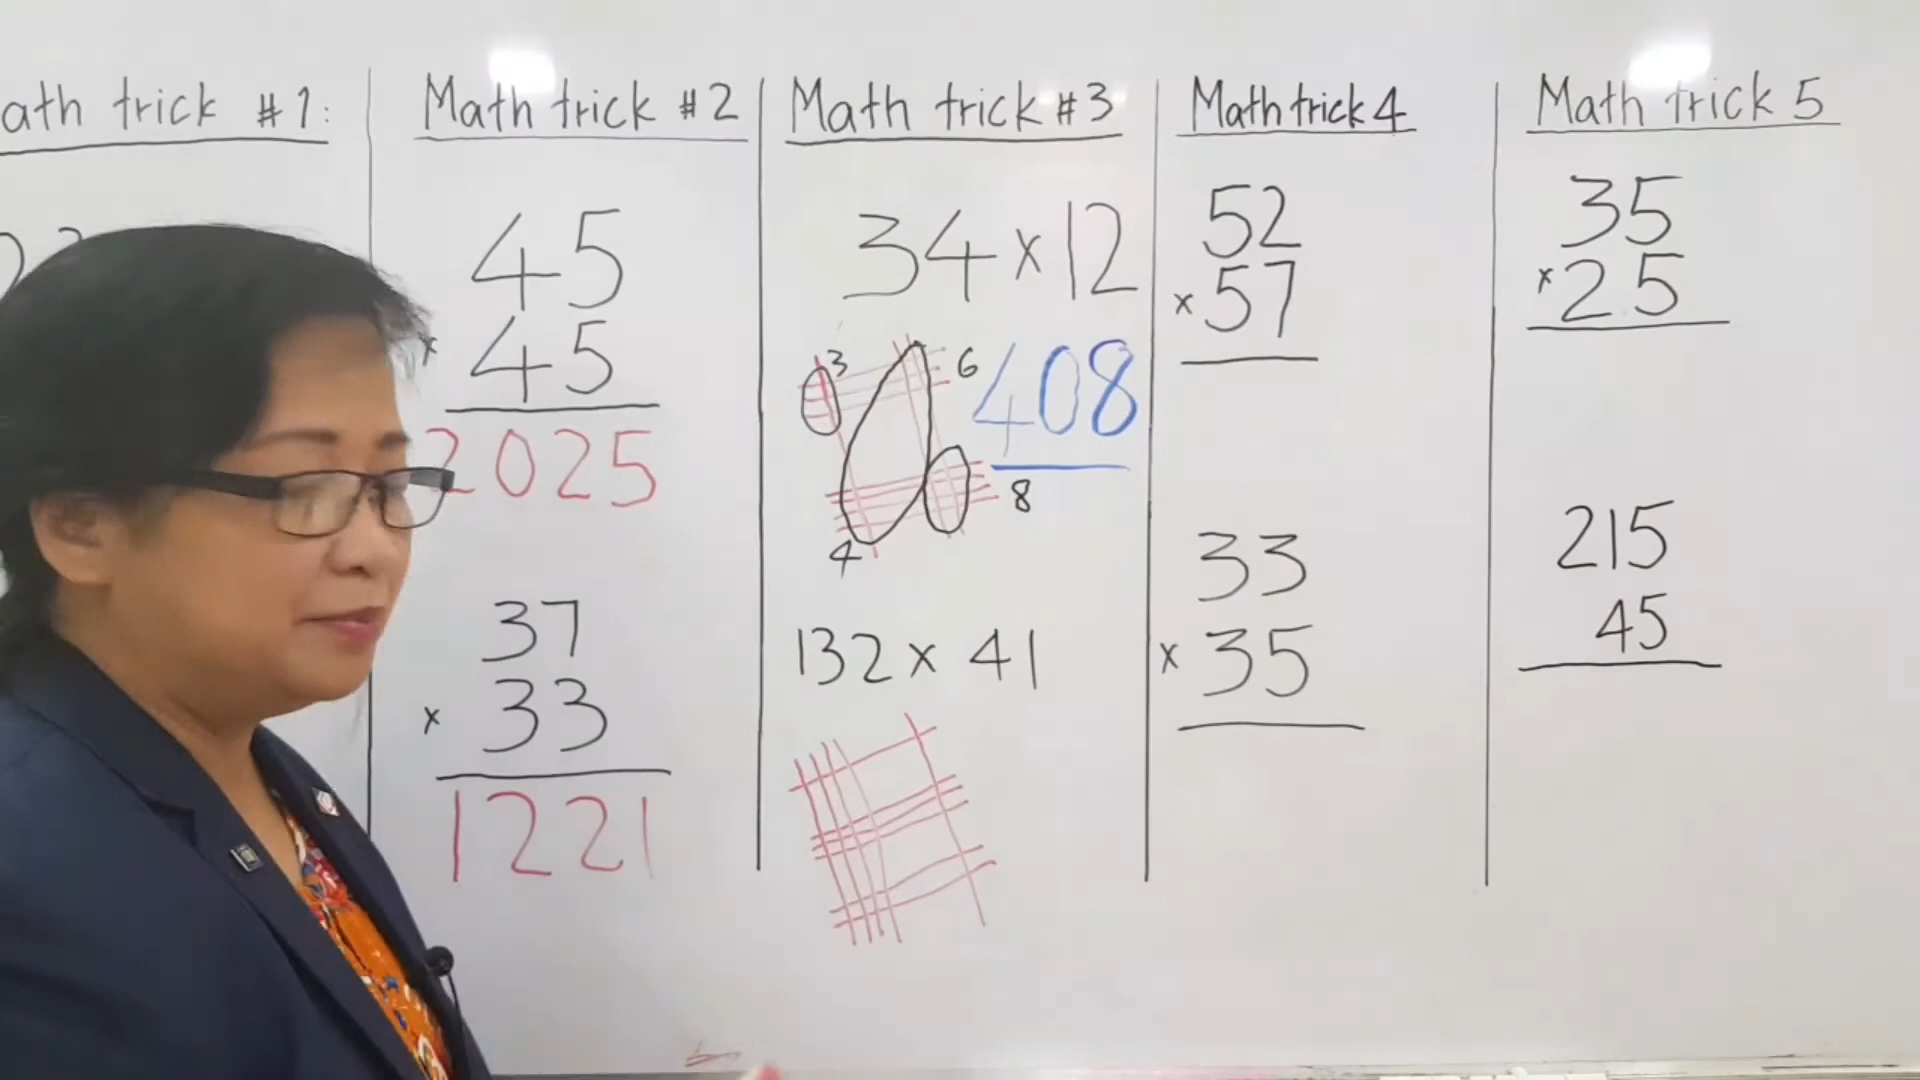 ath trick #1:
Math trick #2
45
x 45
2025
37
x 33
1221
Math trick #3
34 x 12
3
6
408
8
4
132 x 41
Math trick 4
52
x 57
33
x 35
Math trick 5
35
x 25
215
45